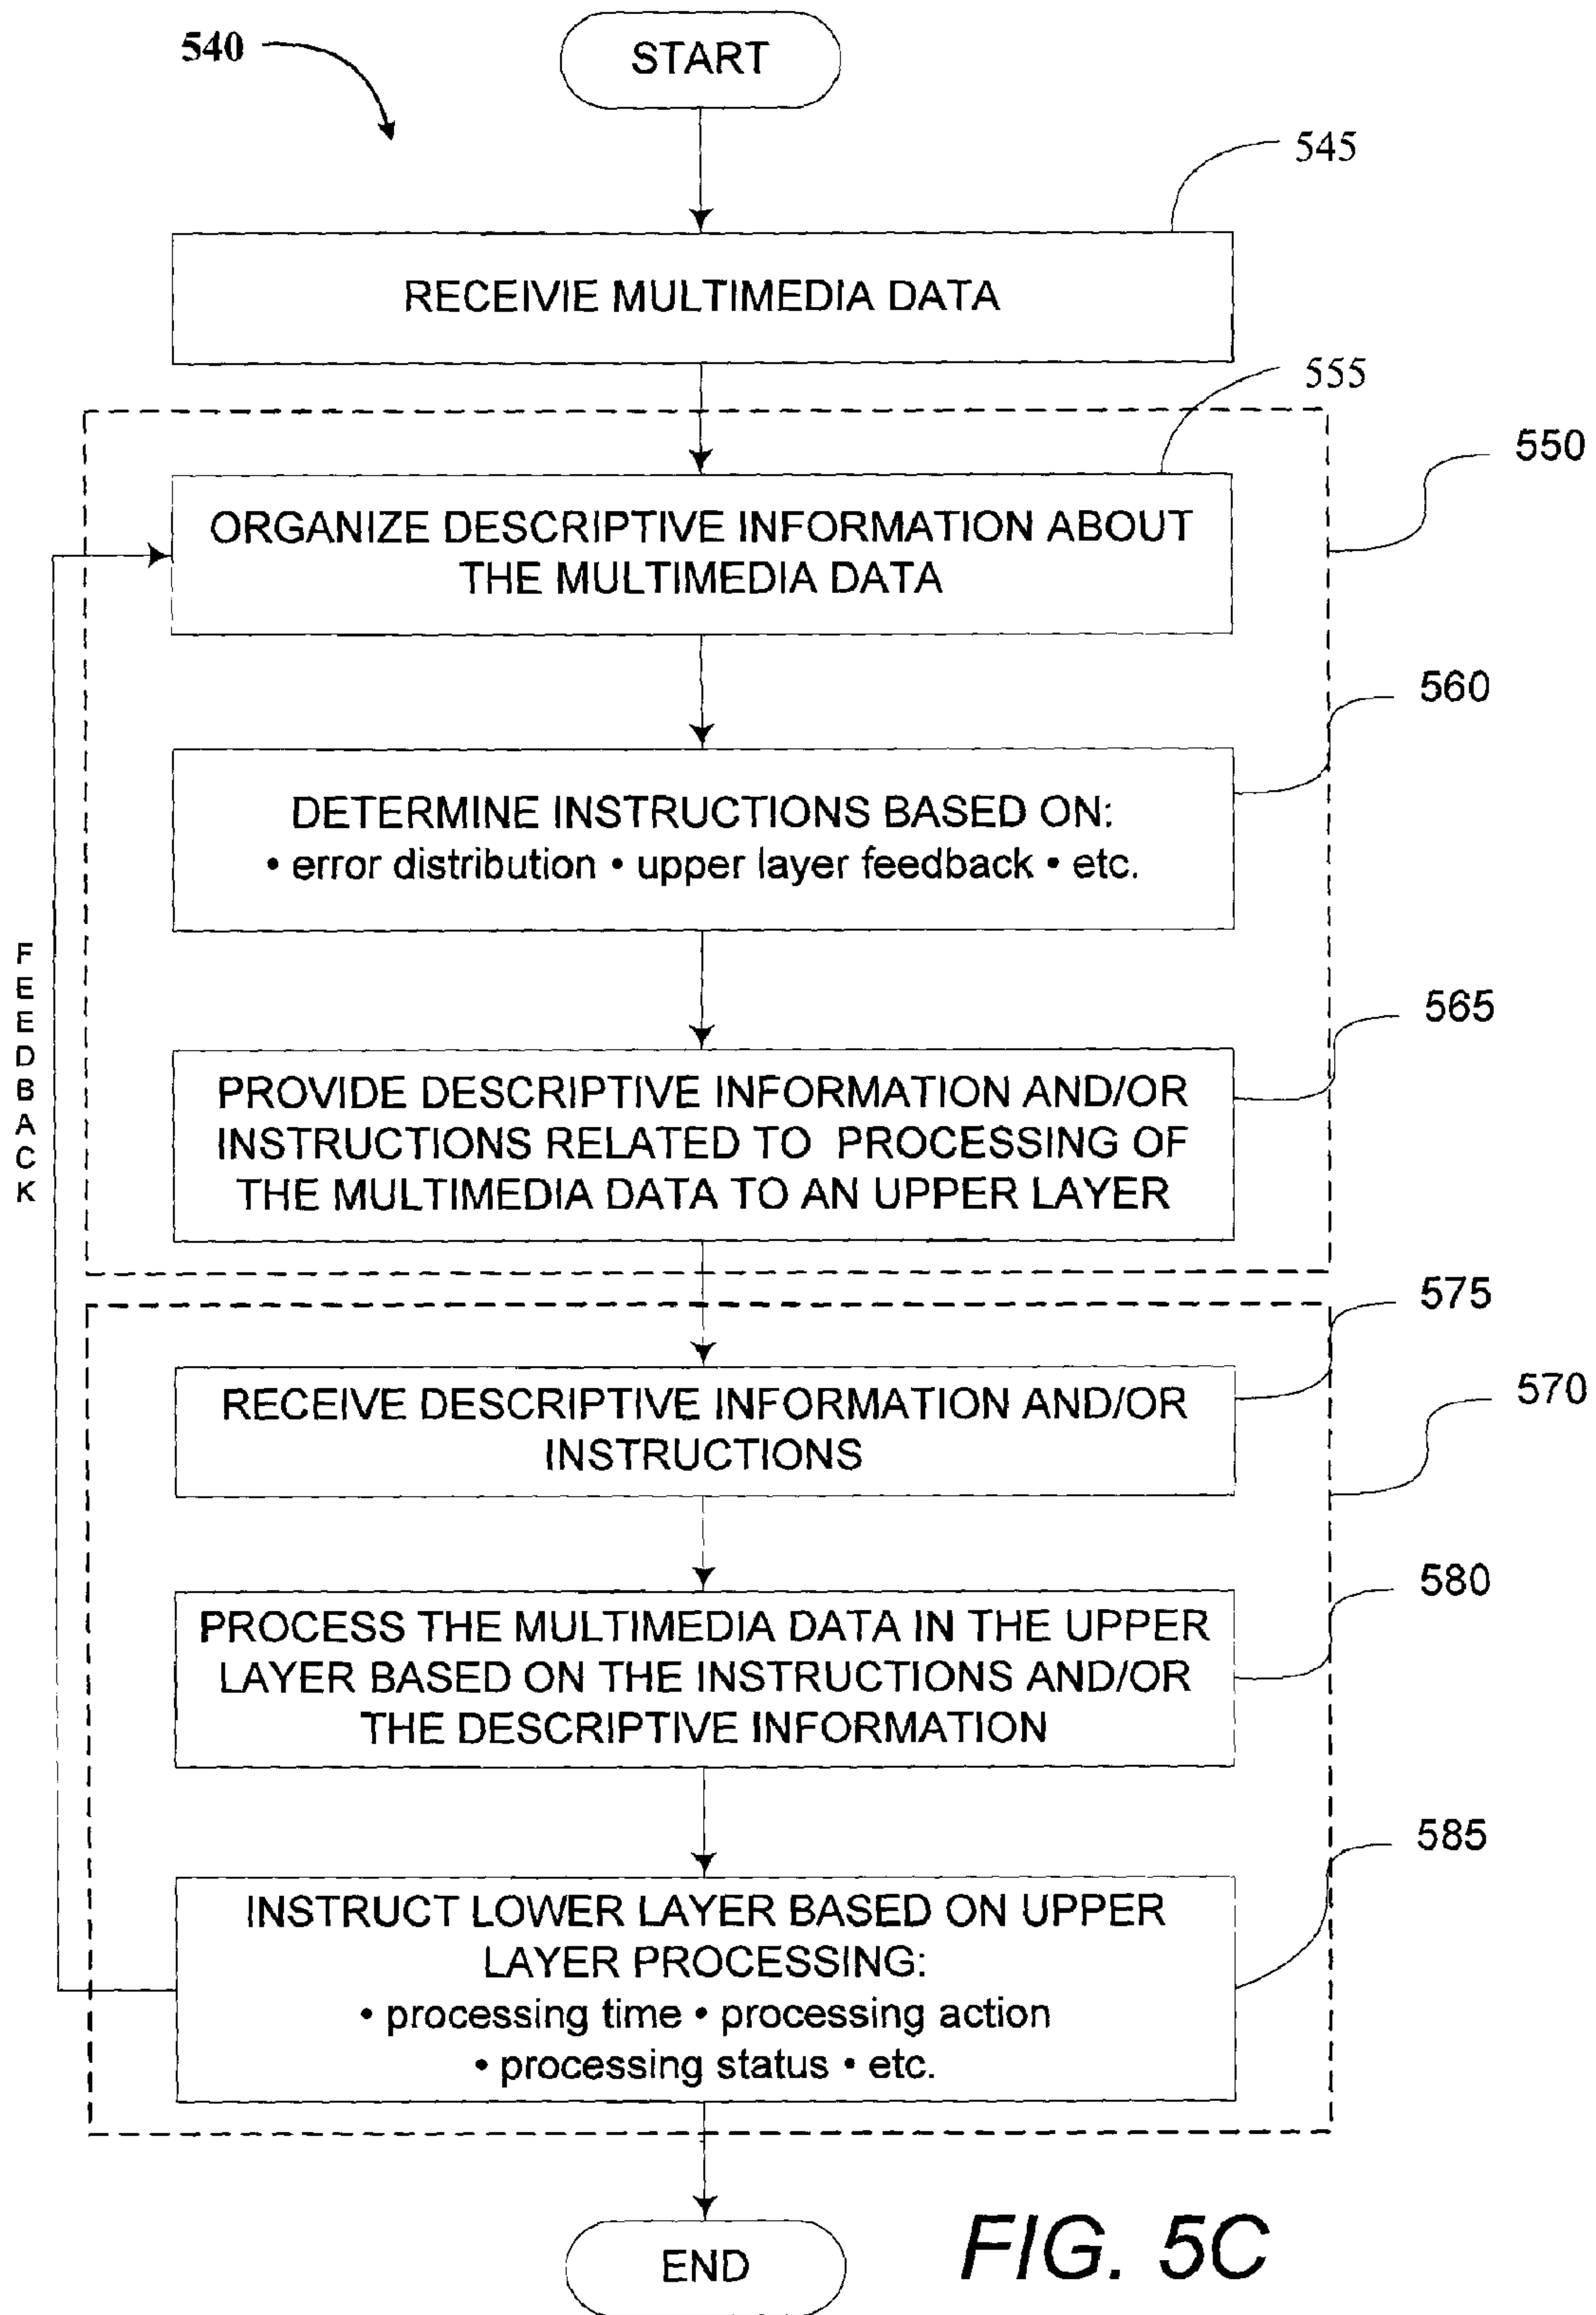 540
START
545
RECEIVIE MULTIMEDIA DATA
555
550
ORGANIZE DESCRIPTIVE INFORMATION ABOUT
THE MULTIMEDIA DATA
560
DETERMINE INSTRUCTIONS BASED ON:
• error distribution • upper layer feedback • etc.
FEEDBACK
565
PROVIDE DESCRIPTIVE INFORMATION AND/OR
INSTRUCTIONS RELATED TO PROCESSING OF
THE MULTIMEDIA DATA TO AN UPPER LAYER
575
570
RECEIVE DESCRIPTIVE INFORMATION AND/OR
INSTRUCTIONS
580
PROCESS THE MULTIMEDIA DATA IN THE UPPER
LAYER BASED ON THE INSTRUCTIONS AND/OR
THE DESCRIPTIVE INFORMATION
585
INSTRUCT LOWER LAYER BASED ON UPPER
LAYER PROCESSING:
• processing time • processing action
• processing status • etc.
END
FIG. 5C